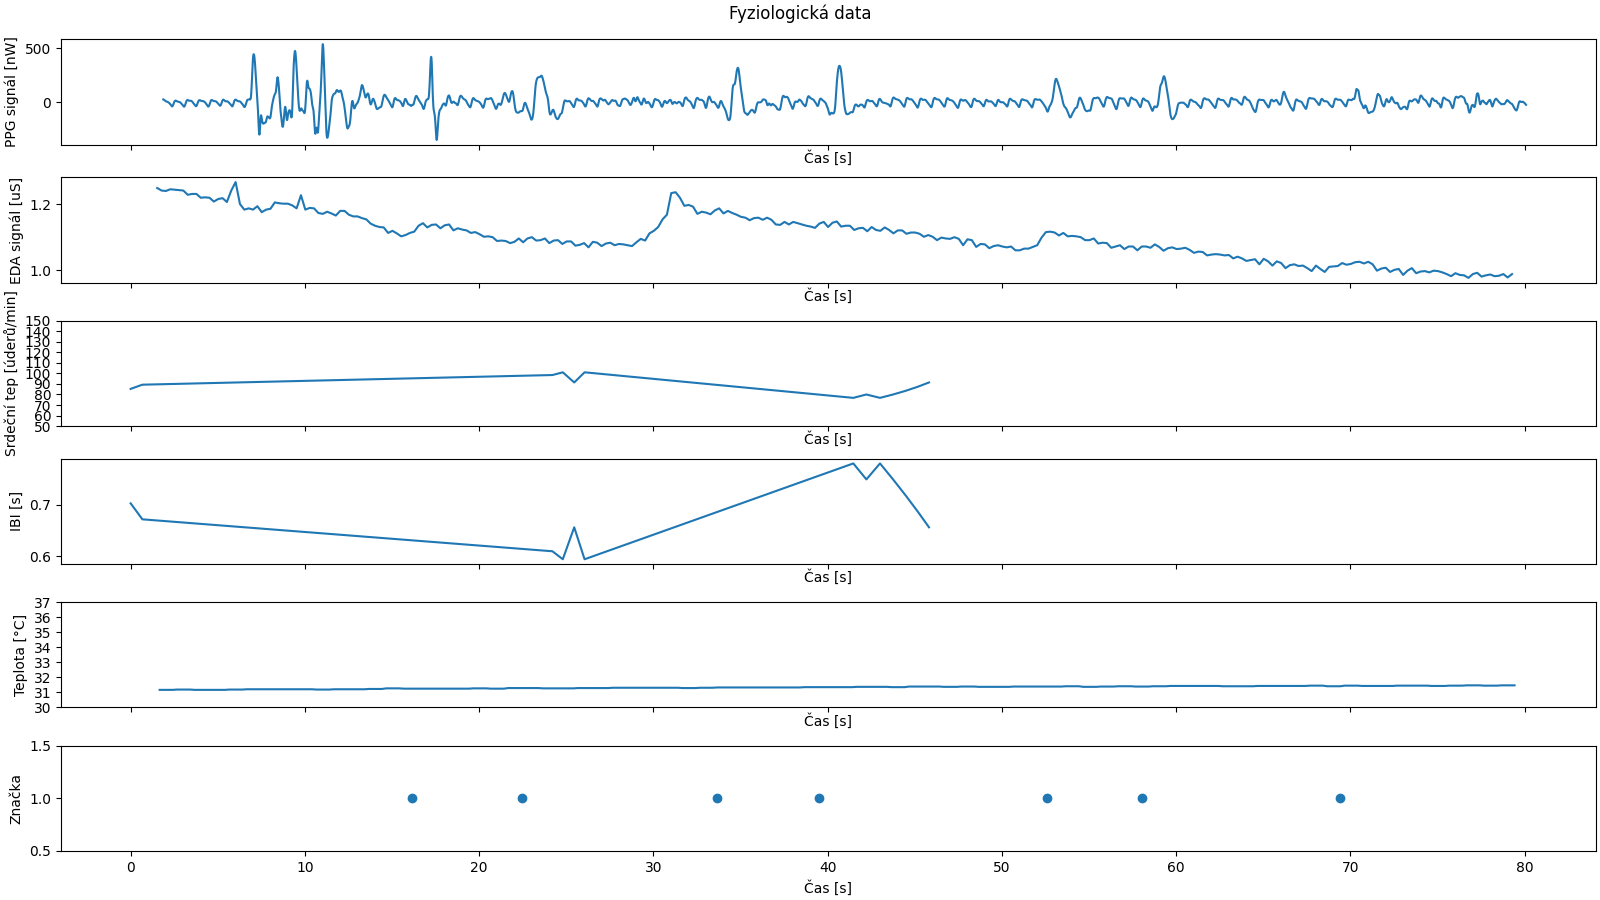 Fyziologická data
PPG signál [nW]
500
0
Čas [s]
EDA signál [uS]
1.2
1.0
Čas [s]
Srdeční tep [úderů/min]
150
140
130
120
110
100
90
80
70
60
50
Čas [s]
IBI [s]
0.7
0.6
Čas [s]
Teplota [°C]
37
36
35
34
33
32
31
30
Čas [s]
Značka
1.5
1.0
0.5
0 10 20 30 40 50 60 70 80
Čas [s]